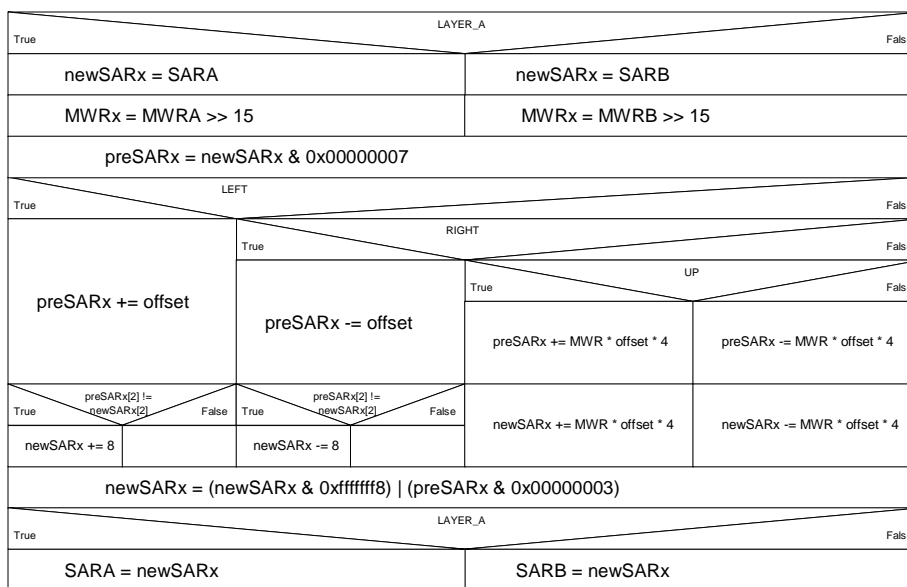 LAYER_A
True Fals
newSARx = SARA newSARx = SARB
MWRx = MWRA >> 15 MWRx = MWRB >> 15
preSARx = newSARx & 0x00000007
LEFT
True Fals
RIGHT
True Fals
UP
True Fals
preSARx += offset
preSARx -= offset
preSARx += MWR * offset * 4 preSARx -= MWR * offset * 4
preSARx[2] != preSARx[2] !=
True newSARx[2] False True newSARx[2] False
newSARx += MWR * offset * 4 newSARx -= MWR * offset * 4
newSARx += 8 newSARx -= 8
newSARx = (newSARx & 0xfffffff8) | (preSARx & 0x00000003)
LAYER_A
True Fals
SARA = newSARx SARB = newSARx